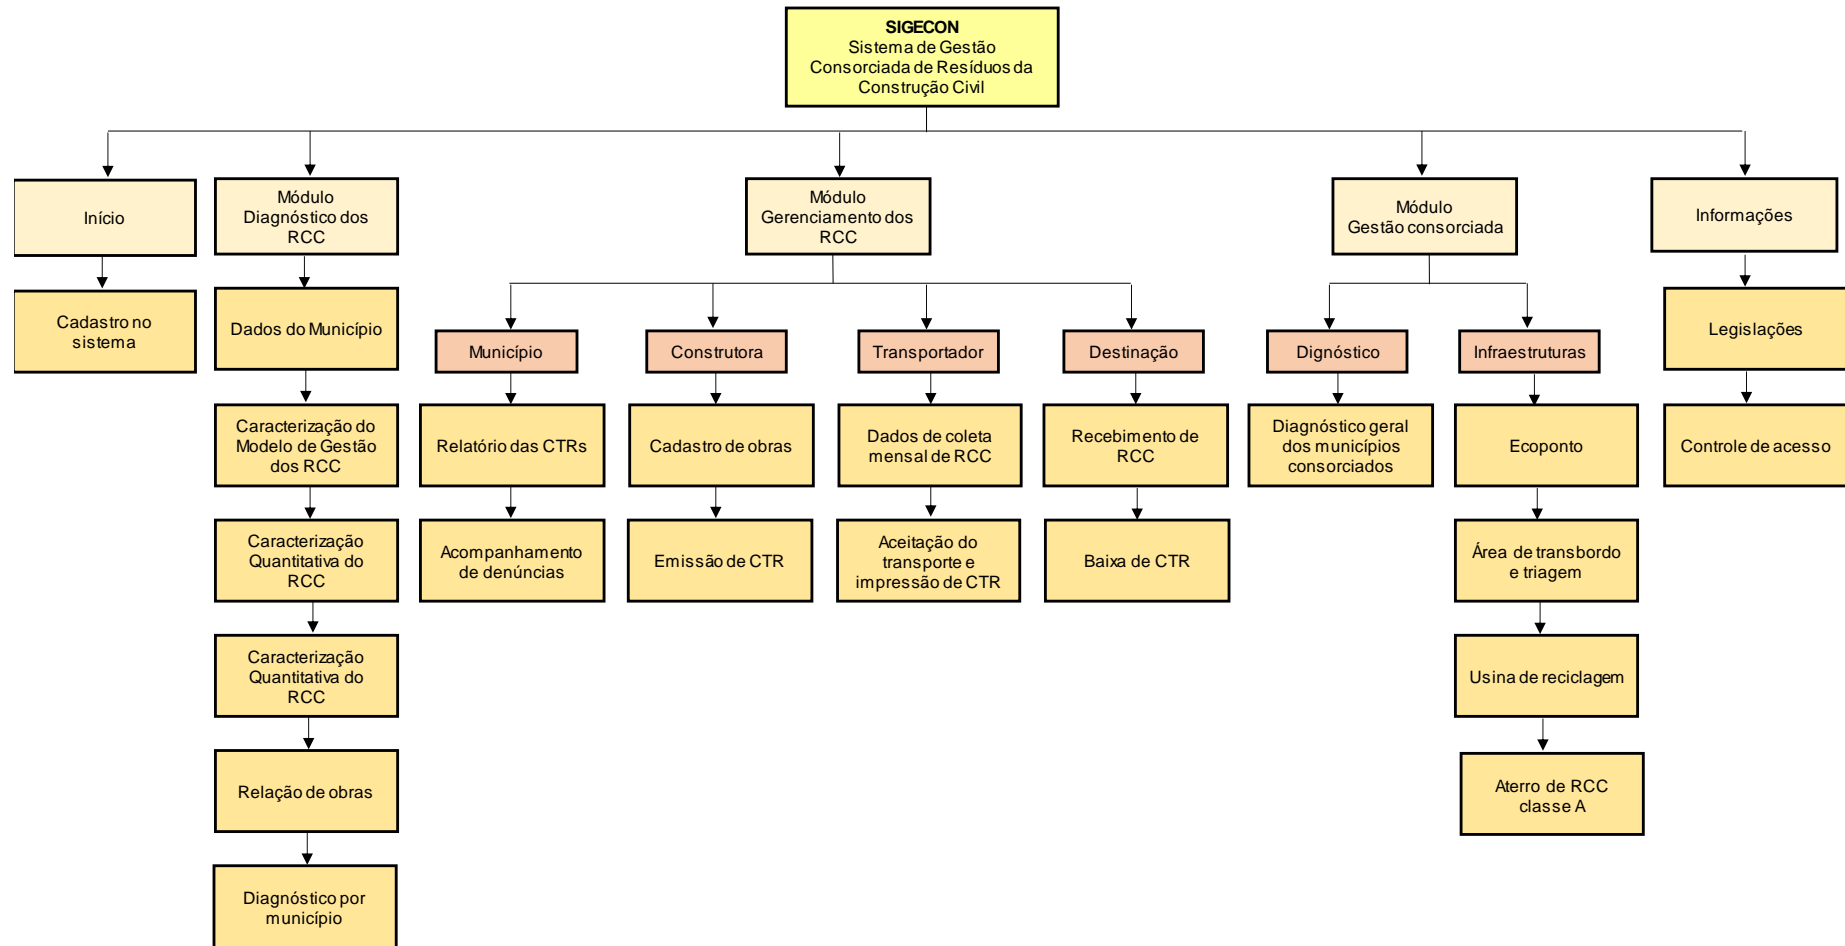 SIGECON
Sistema de Gestão
Consorciada de Resíduos da
Construção Civil
Início
Módulo
Diagnóstico dos
RCC
Módulo
Gerenciamento dos
RCC
Módulo
Gestão consorciada
Informações
Cadastro no
sistema
Dados do Município
Legislações
Município
Construtora
Transportador
Destinação
Dignóstico
Infraestruturas
Caracterização do
Modelo de Gestão
dos RCC
Relatório das CTRs
Cadastro de obras
Dados de coleta
mensal de RCC
Recebimento de
RCC
Diagnóstico geral
dos municípios
consorciados
Ecoponto
Controle de acesso
Caracterização
Quantitativa do
RCC
Acompanhamento
de denúncias
Emissão de CTR
Aceitação do
transporte e
impressão de CTR
Baixa de CTR
Área de transbordo
e triagem
Caracterização
Quantitativa do
RCC
Usina de reciclagem
Relação de obras
Aterro de RCC
classe A
Diagnóstico por
município